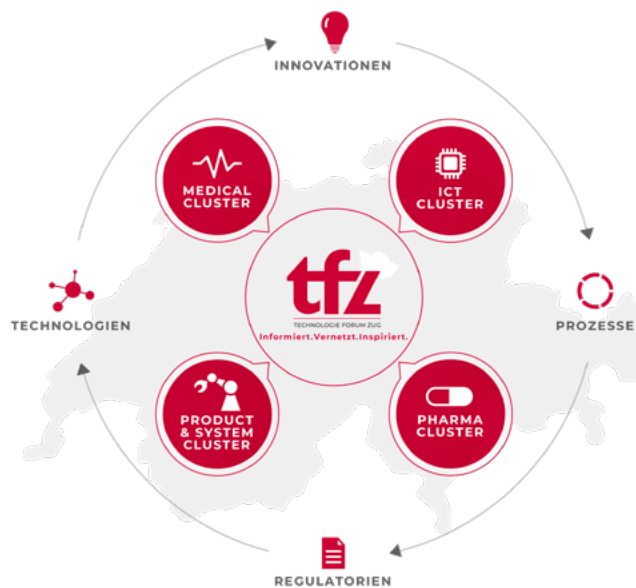 INNOVATIONEN
MEDICAL
CLUSTER
ICT
CLUSTER
tfz
TECHNOLOGIE FORUM ZUG
Informiert.Vernetzt.Inspiriert.
TECHNOLOGIEN
PROZESSE
PRODUCT
& SYSTEM
CLUSTER
PHARMA
CLUSTER
REGULATORIEN